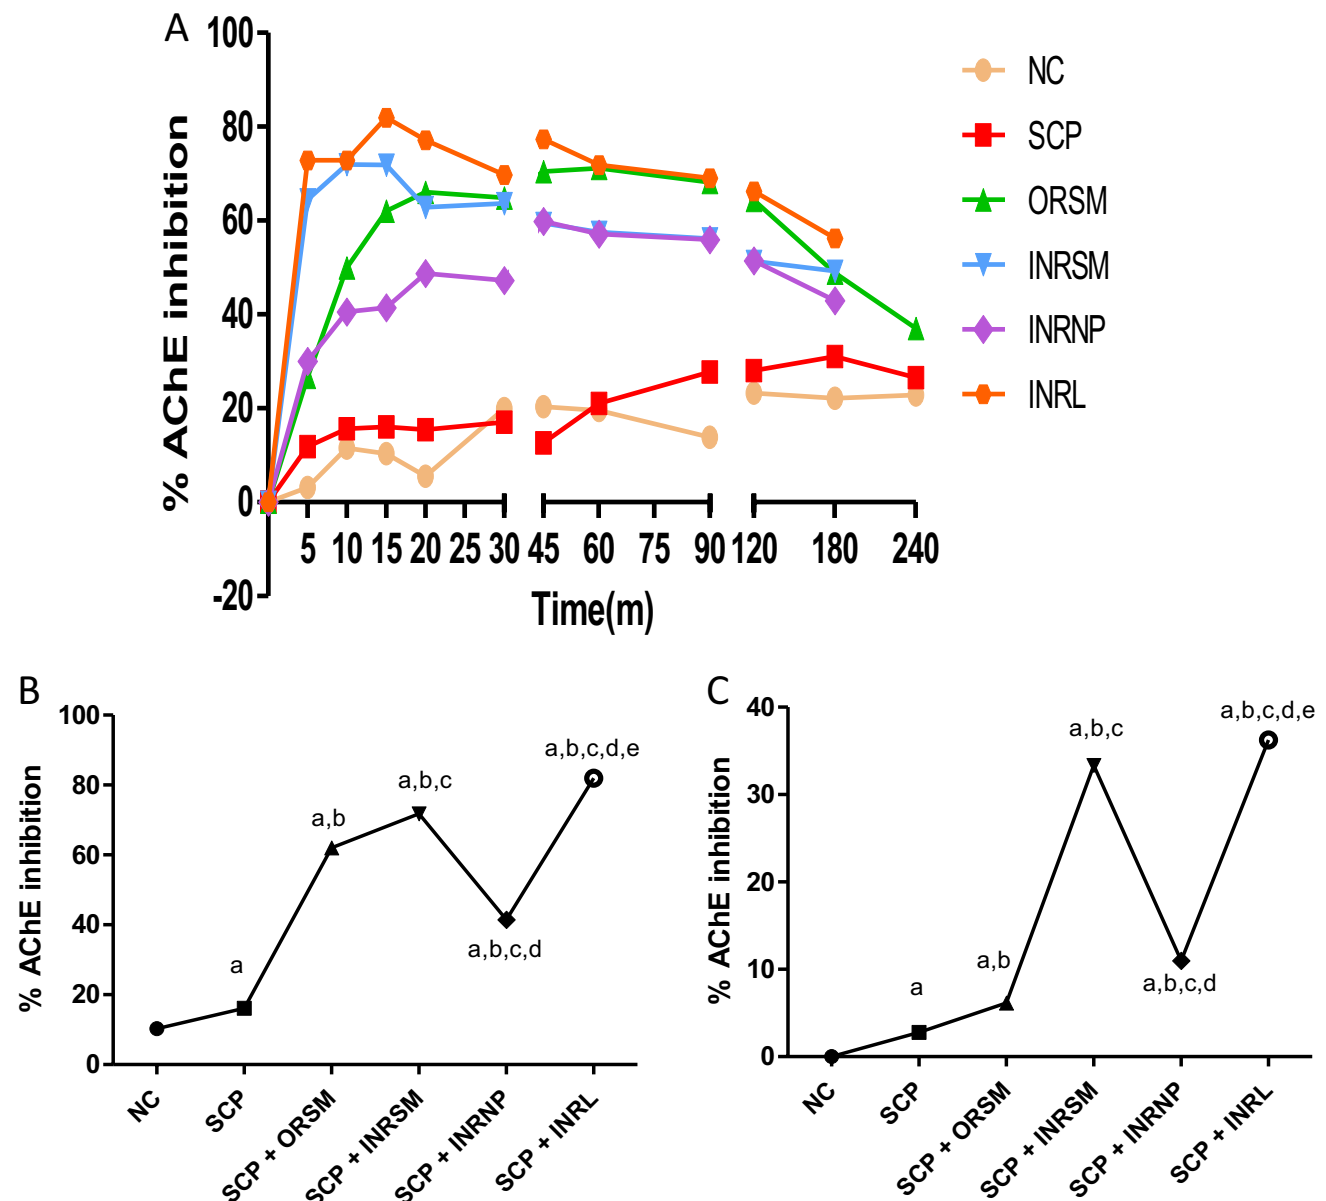 A
% AChE inhibition
100
80
60
40
20
0
-20
5 10 15 20 25 30 45 60 75 90 120 180 240
Time(m)
NC
SCP
ORSM
INRSM
INRNP
INRL
B
% AChE inhibition
100
80
60
40
20
0
a
a,b
a,b,c
a,b,c,d
a,b,c,d,e
NC
SCP
SCP + ORSM
SCP + INRSM
SCP + INRNP
SCP + INRL
C
% AChE inhibition
40
30
20
10
0
a
a,b
a,b,c
a,b,c,d
a,b,c,d,e
NC
SCP
SCP + ORSM
SCP + INRSM
SCP + INRNP
SCP + INRL